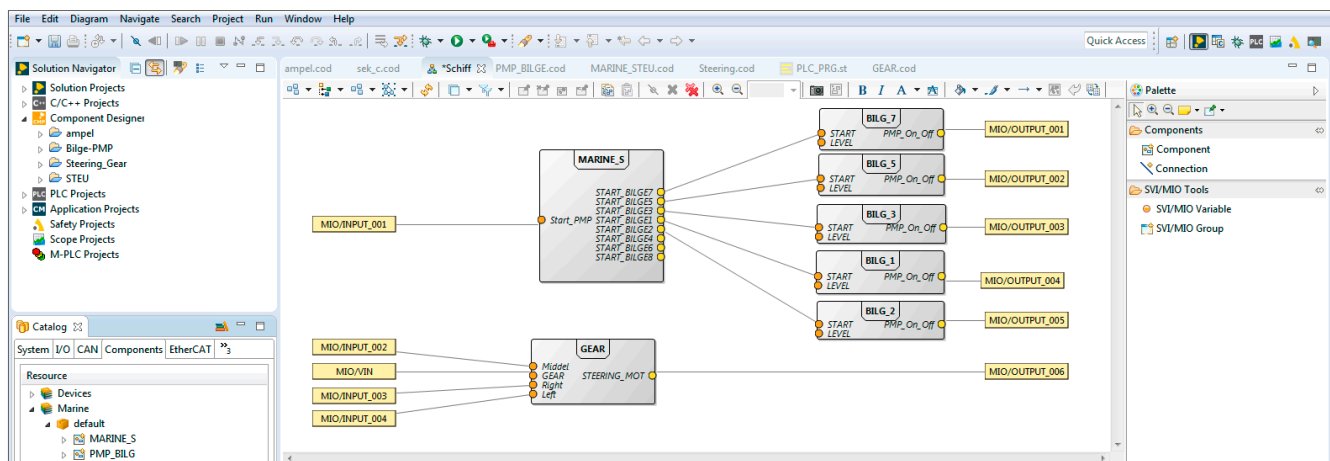 File Edit Diagram Navigate Search Project Run Window Help
Quick Access
PLC
Solution Navigator
ampel.cod sek_c.cod *Schiff PMP_BILGE.cod MARINE_STEU.cod Steering.cod PLC_PRG.st GEAR.cod
Solution Projects
C++ C/C++ Projects
CMP Component Designer
ampel
Bilge-PMP
Steering_Gear
STEU
PLC PLC Projects
CM Application Projects
Safety Projects
Scope Projects
M-PLC Projects
Catalog
System I/O CAN Components EtherCAT »3
Resource
Devices
Marine
default
MARINE_S
PMP_BILG
B I A
MIO/INPUT_001
MARINE_S
Start_PMP
START_BILGE7
START_BILGE5
START_BILGE3
START_BILGE1
START_BILGE2
START_BILGE4
START_BILGE6
START_BILGE8
BILG_7
START PMP_On_Off
LEVEL
MIO/OUTPUT_001
BILG_5
START PMP_On_Off
LEVEL
MIO/OUTPUT_002
BILG_3
START PMP_On_Off
LEVEL
MIO/OUTPUT_003
BILG_1
START PMP_On_Off
LEVEL
MIO/OUTPUT_004
BILG_2
START PMP_On_Off
LEVEL
MIO/OUTPUT_005
MIO/INPUT_002
MIO/VIN
MIO/INPUT_003
MIO/INPUT_004
GEAR
Middel
GEAR STEERING_MOT
Right
Left
MIO/OUTPUT_006
Palette
Components
Component
Connection
SVI/MIO Tools
SVI/MIO Variable
SVI/MIO Group